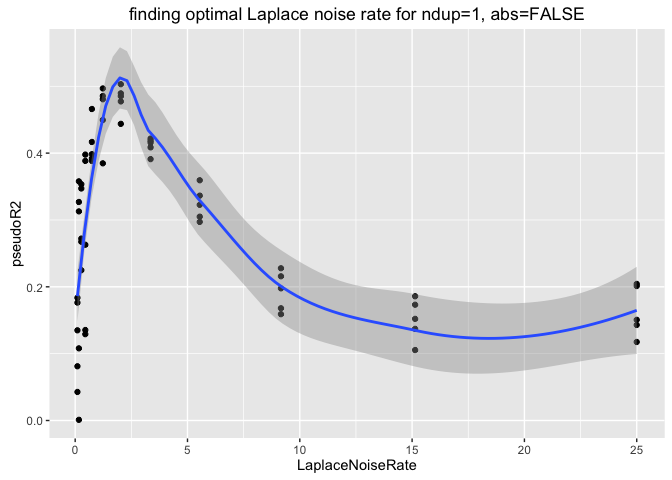 finding optimal Laplace noise rate for ndup=1, abs=FALSE
pseudoR2
0.4
0.2
0.0
0 5 10 15 20 25
LaplaceNoiseRate